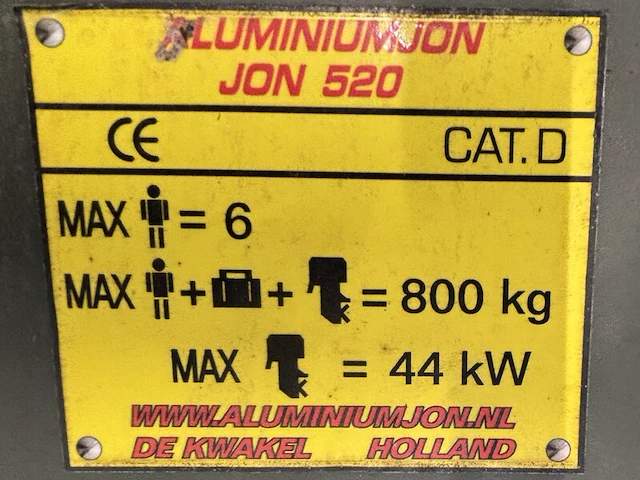 ALUMINIUMJON
JON 520
CE CAT. D
MAX = 6
MAX + + = 800 kg
MAX = 44 kW
WWW.ALUMINIUMJON.NL
DE KWAKEL HOLLAND